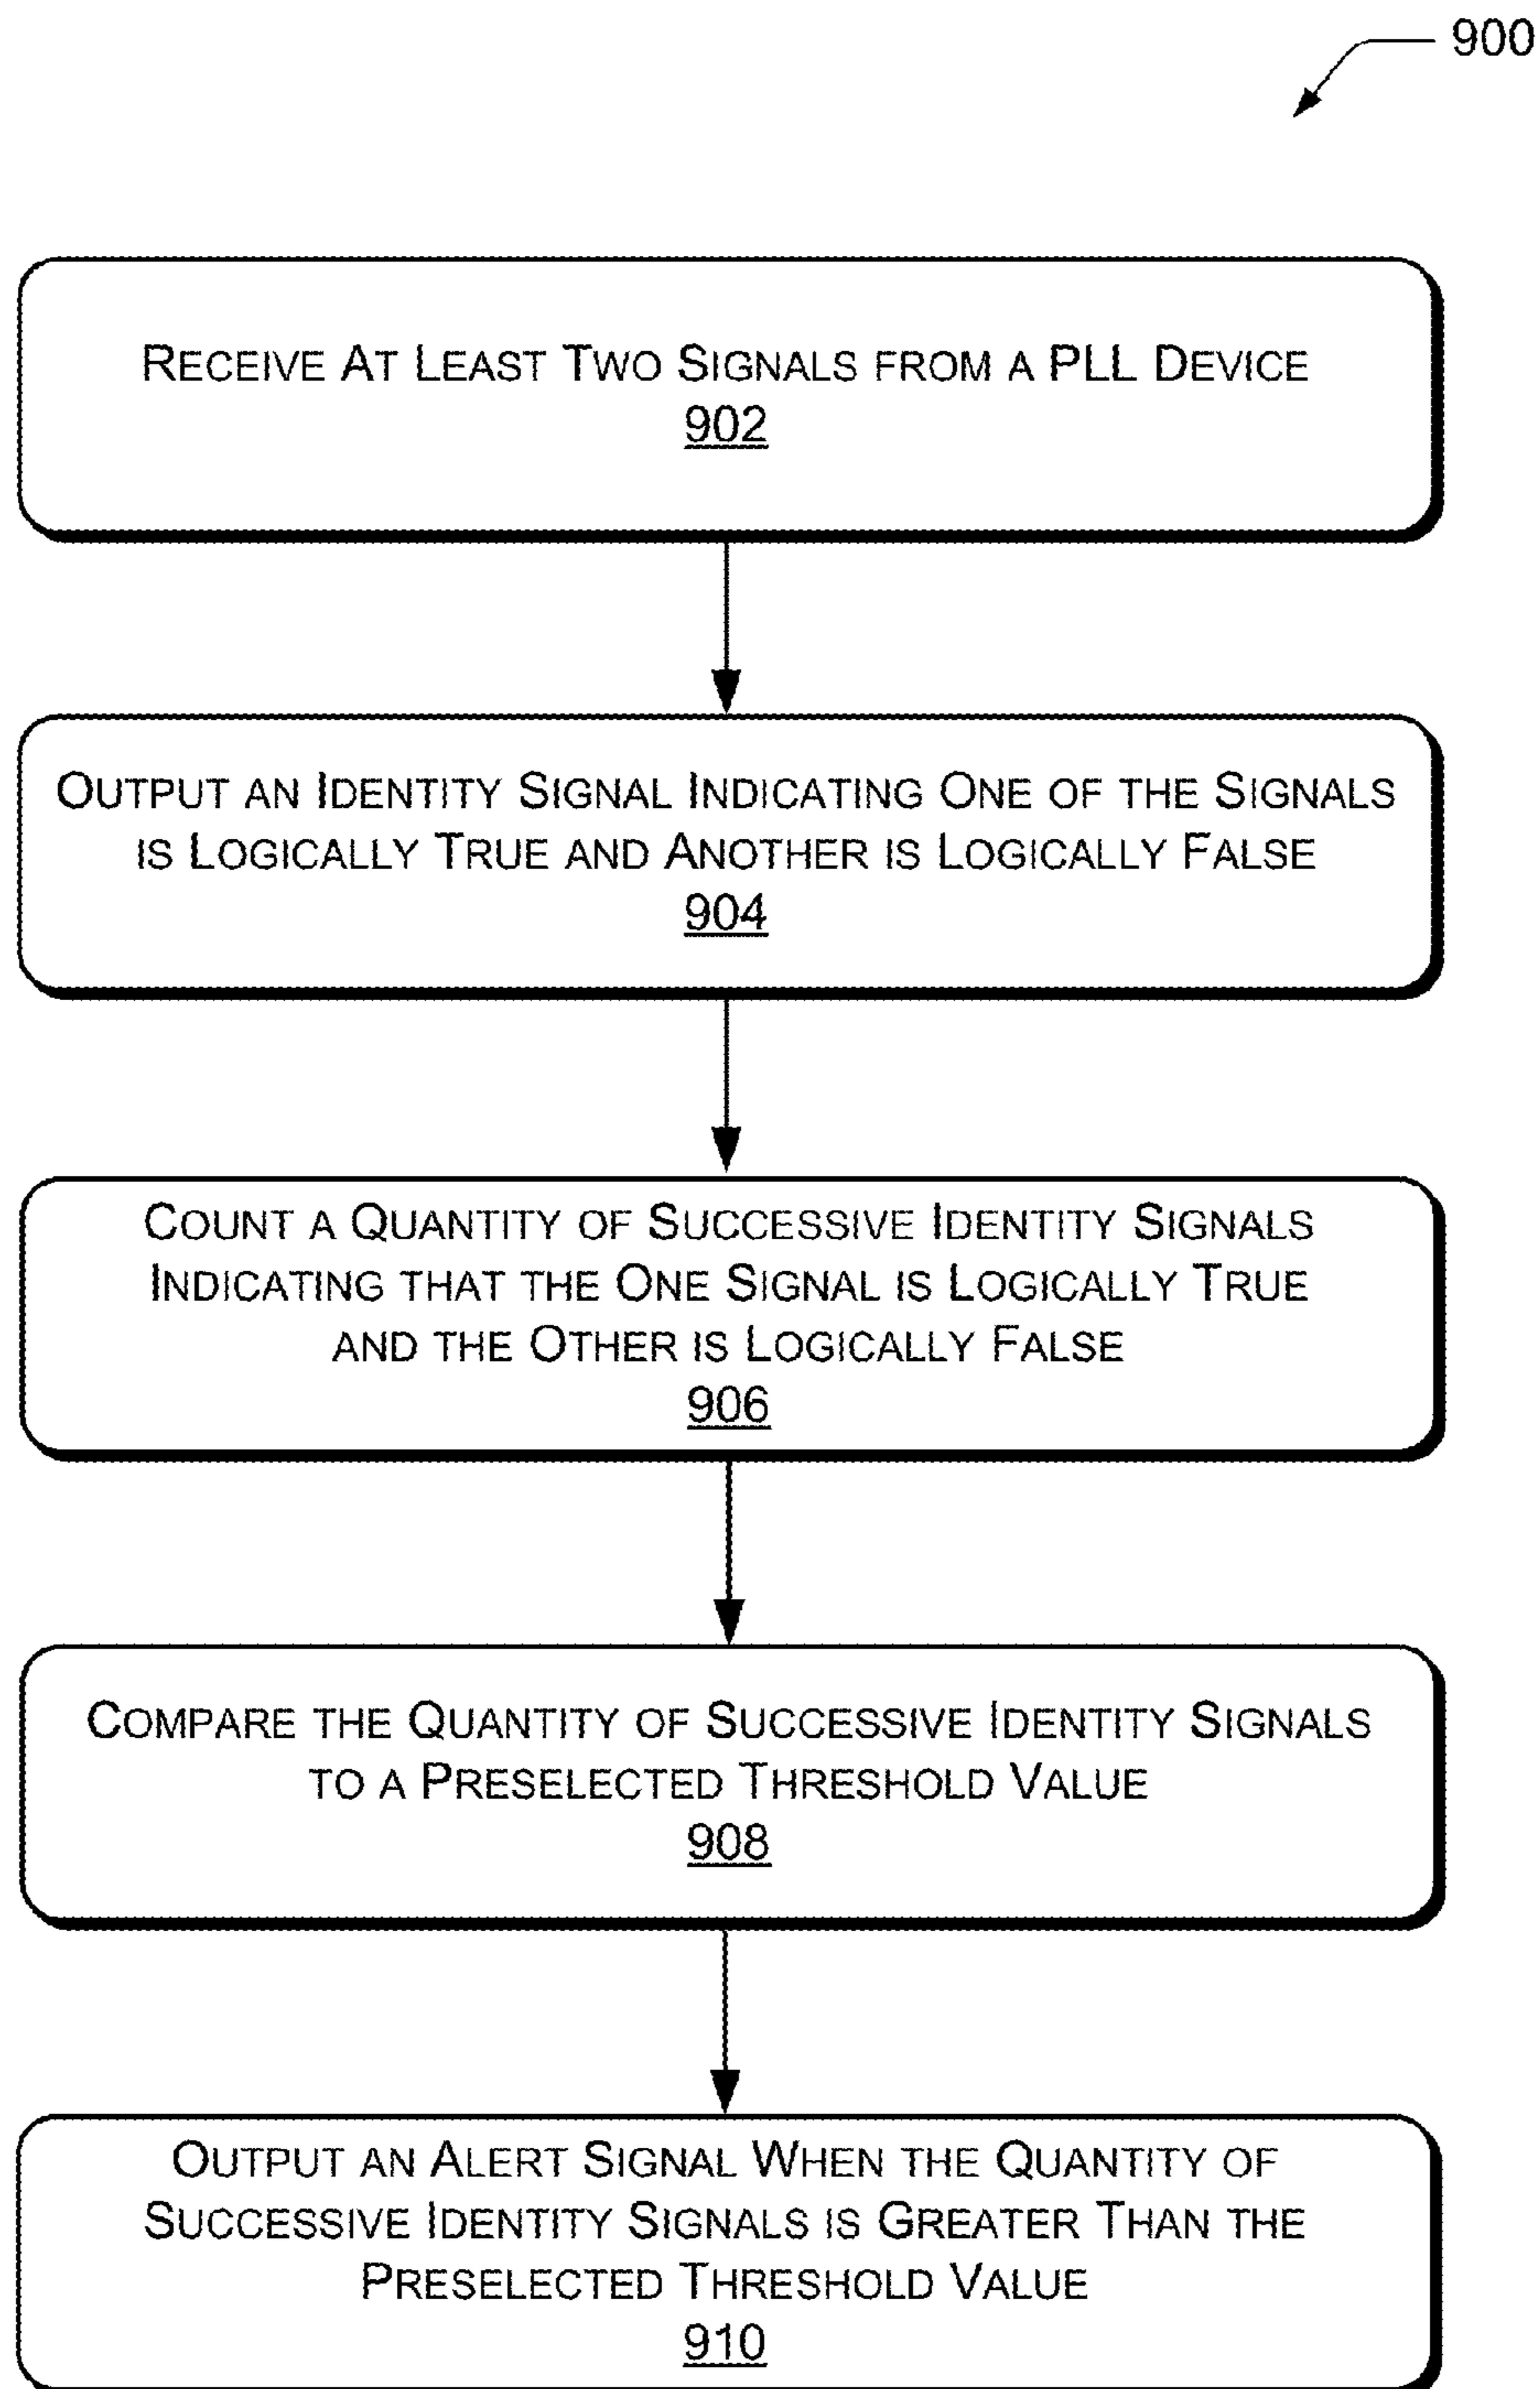 900
RECEIVE AT LEAST TWO SIGNALS FROM A PLL DEVICE
902
OUTPUT AN IDENTITY SIGNAL INDICATING ONE OF THE SIGNALS
IS LOGICALLY TRUE AND ANOTHER IS LOGICALLY FALSE
904
COUNT A QUANTITY OF SUCCESSIVE IDENTITY SIGNALS
INDICATING THAT THE ONE SIGNAL IS LOGICALLY TRUE
AND THE OTHER IS LOGICALLY FALSE
906
COMPARE THE QUANTITY OF SUCCESSIVE IDENTITY SIGNALS
TO A PRESELECTED THRESHOLD VALUE
908
OUTPUT AN ALERT SIGNAL WHEN THE QUANTITY OF
SUCCESSIVE IDENTITY SIGNALS IS GREATER THAN THE
PRESELECTED THRESHOLD VALUE
910